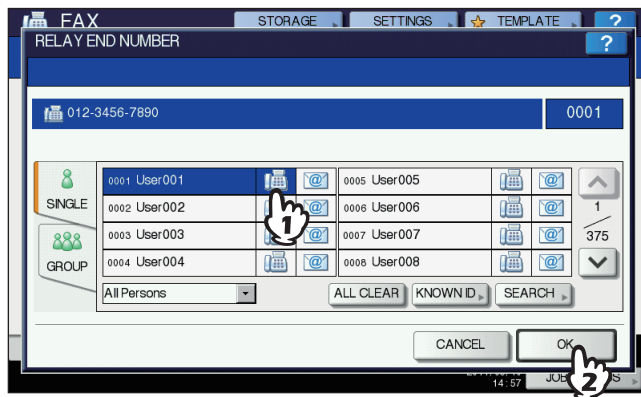 FAX STORAGE SETTINGS TEMPLATE ?
RELAY END NUMBER ?
012-3456-7890 0001
0001 User001 0005 User005
SINGLE
0002 User002 0006 User006 1
0003 User003 0007 User007 375
GROUP
0004 User004 0008 User008
All Persons ALL CLEAR KNOWN ID SEARCH
CANCEL OK
14:57
1
2